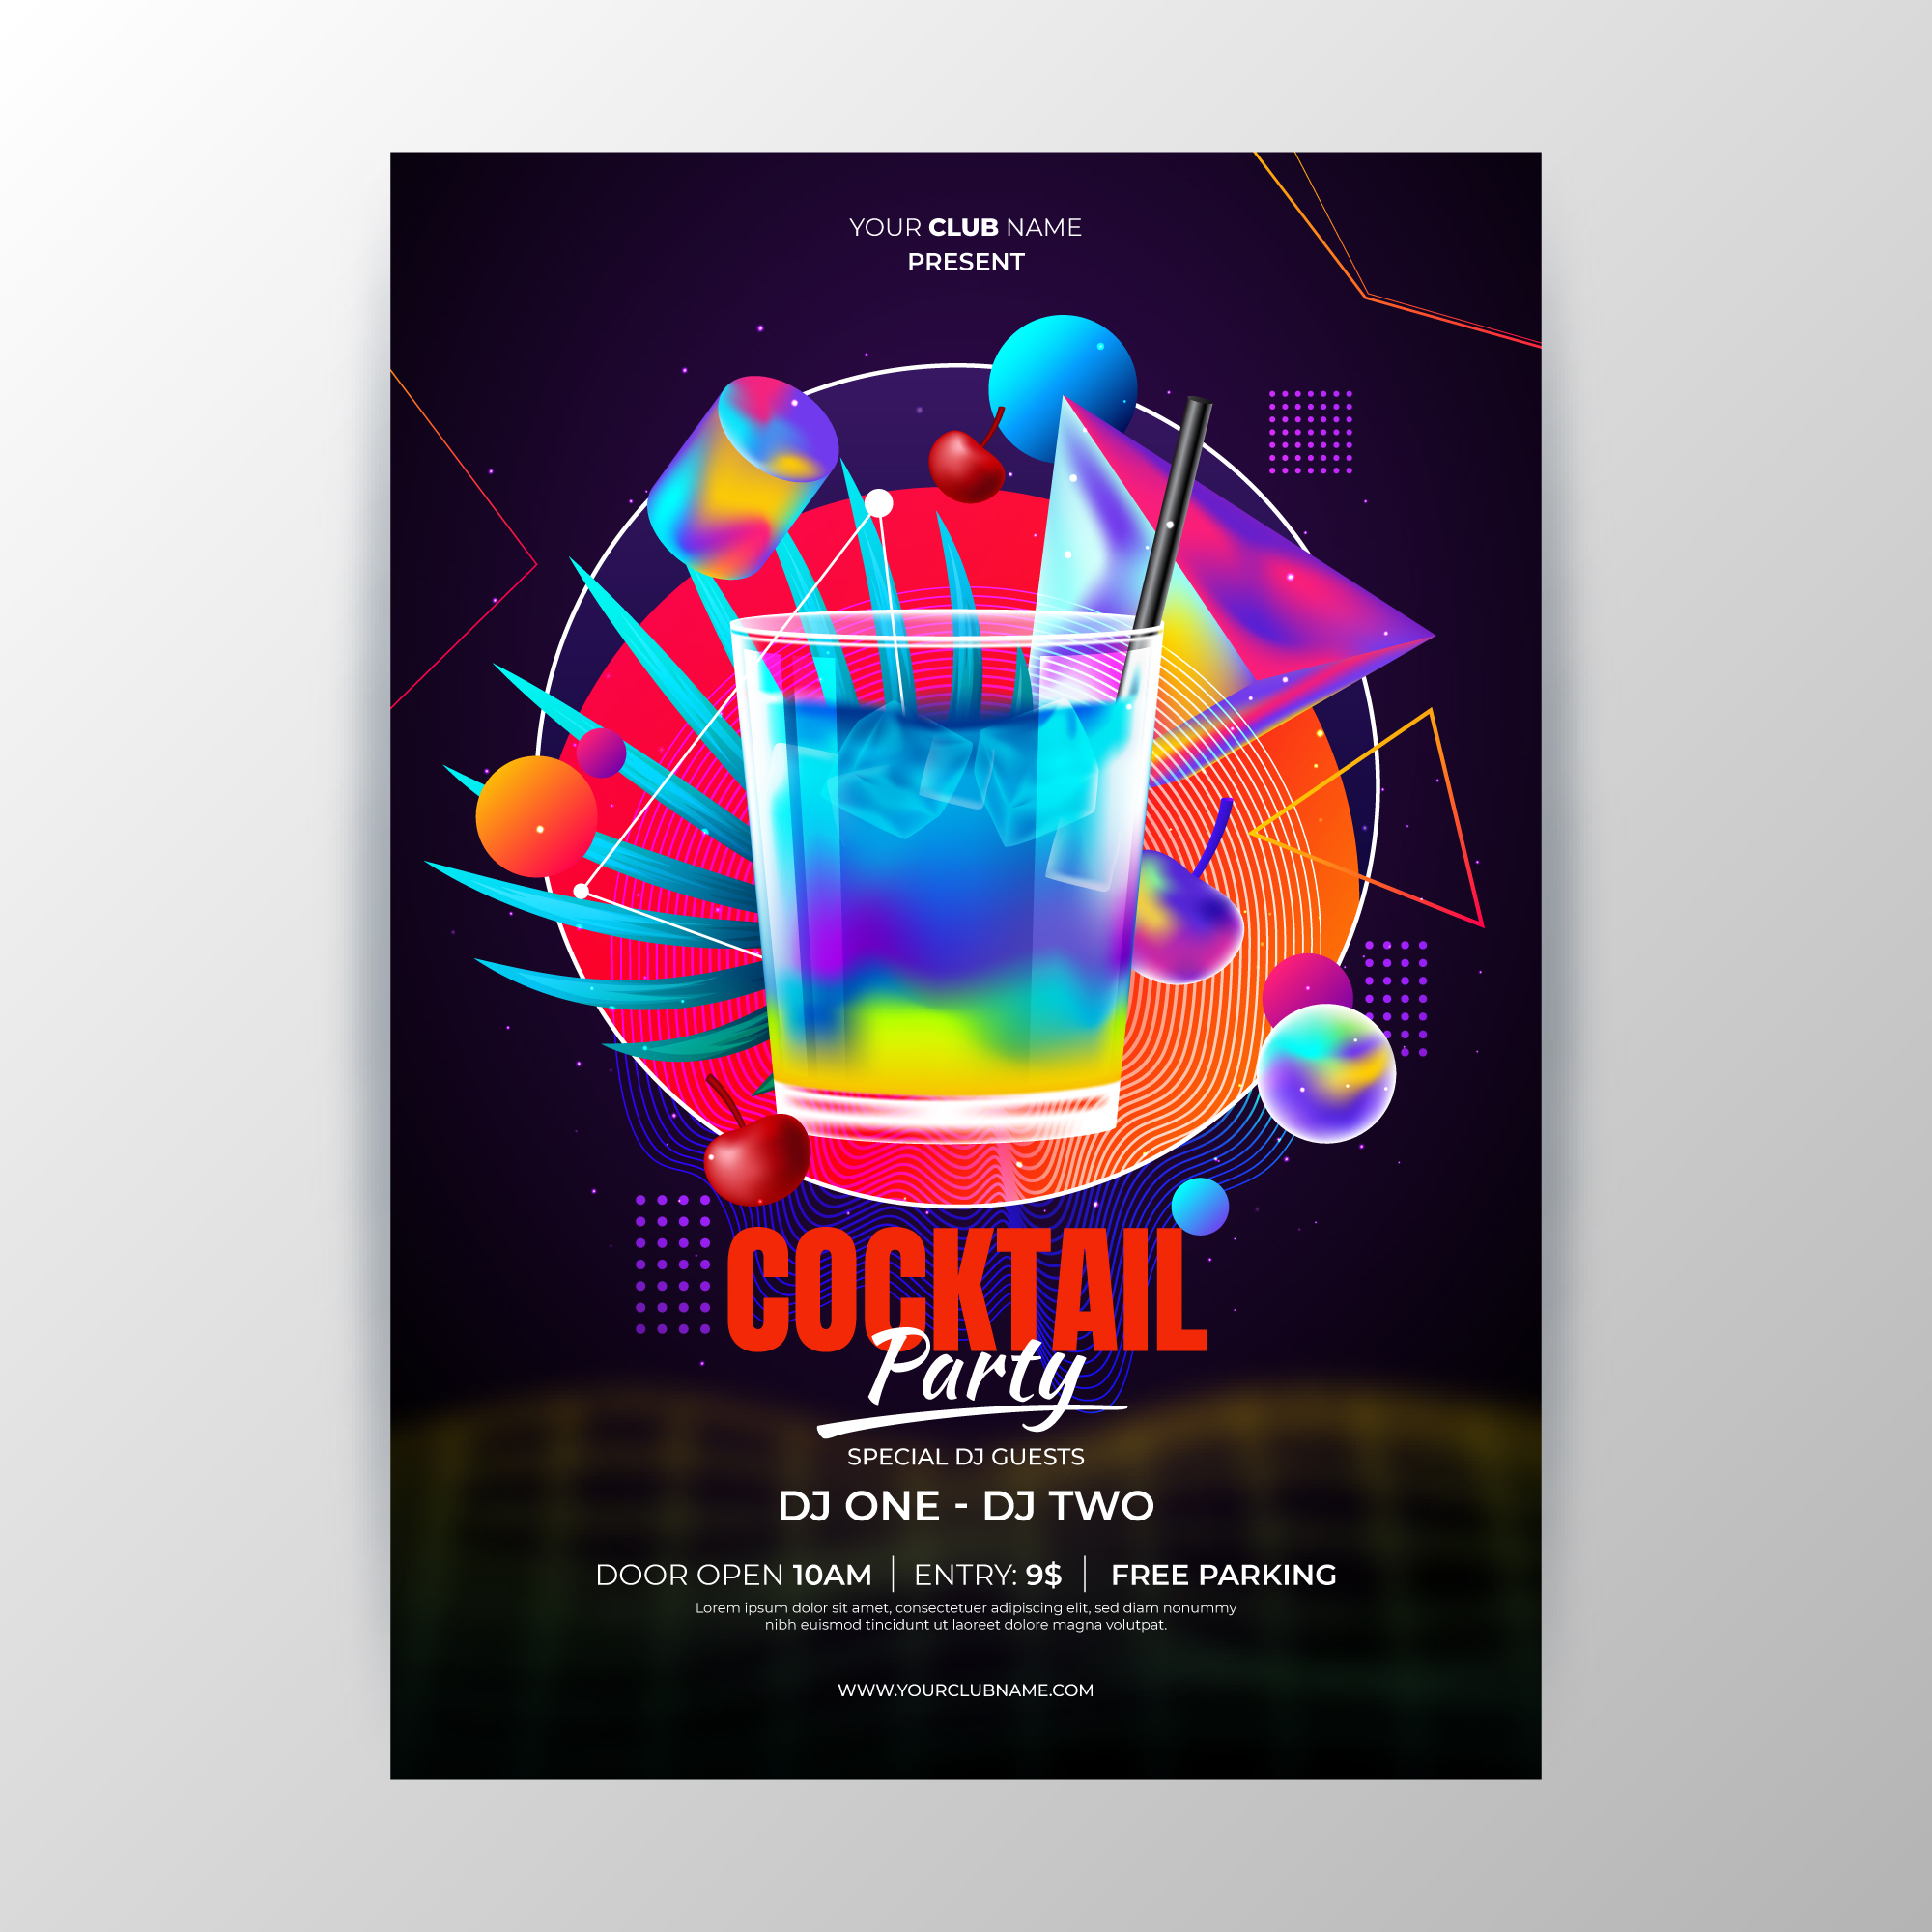 YOUR CLUB NAME
PRESENT
COCKTAIL
Party
SPECIAL DJ GUESTS
DJ ONE - DJ TWO
DOOR OPEN 10AM | ENTRY: 9$ | FREE PARKING
Lorem ipsum dolor sit amet, consectetuer adipiscing elit, sed diam nonummy
nibh euismod tincidunt ut laoreet dolore magna volutpat.
WWW.YOURCLUBNAME.COM